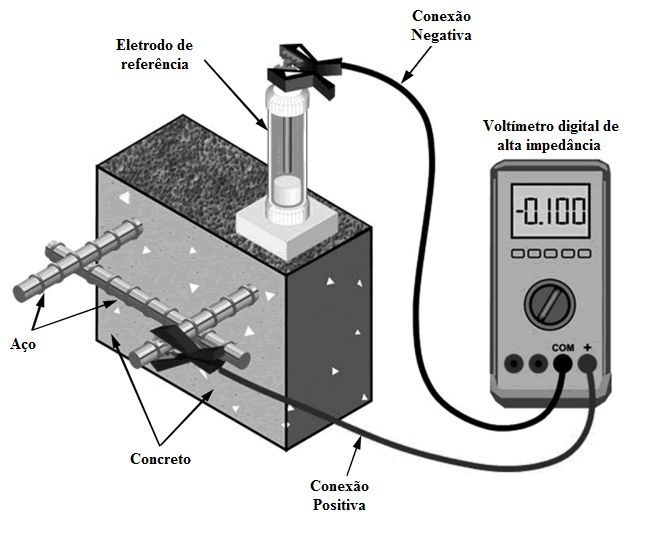 Conexão
Negativa
Eletrodo de
referência
Voltímetro digital de
alta impedância
-0.100
COM +
Aço
Concreto
Conexão
Positiva